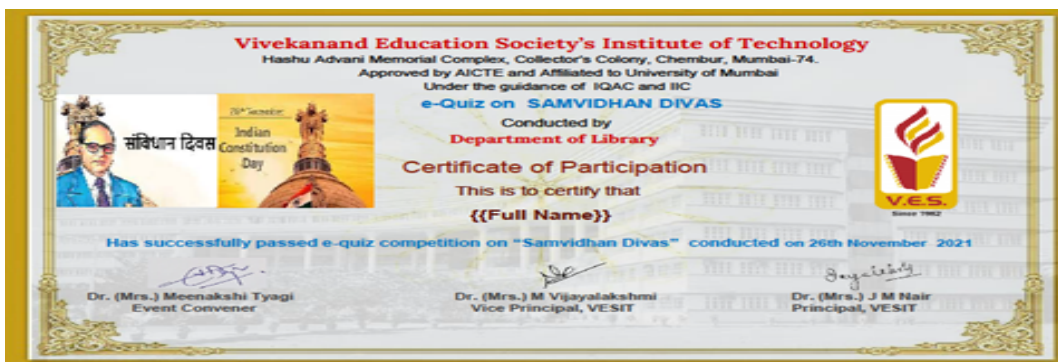 Vivekanand Education Society's Institute of Technology
Hashu Advani Memorial Complex, Collector's Colony, Chembur, Mumbai-74.
Approved by AICTE and Affiliated to University of Mumbai
Under the guidance of IQAC and IIC
e-Quiz on SAMVIDHAN DIVAS
Conducted by
Department of Library
संविधान दिवस
26th November
Indian
Constitution
Day
Certificate of Participation
This is to certify that
{{Full Name}}
V.E.S.
Since 1962
Has successfully passed e-quiz competition on "Samvidhan Divas" conducted on 26th November 2021
Dr. (Mrs.) Meenakshi Tyagi
Event Convener
Dr. (Mrs.) M Vijayalakshmi
Vice Principal, VESIT
Dr. (Mrs.) J M Nair
Principal, VESIT